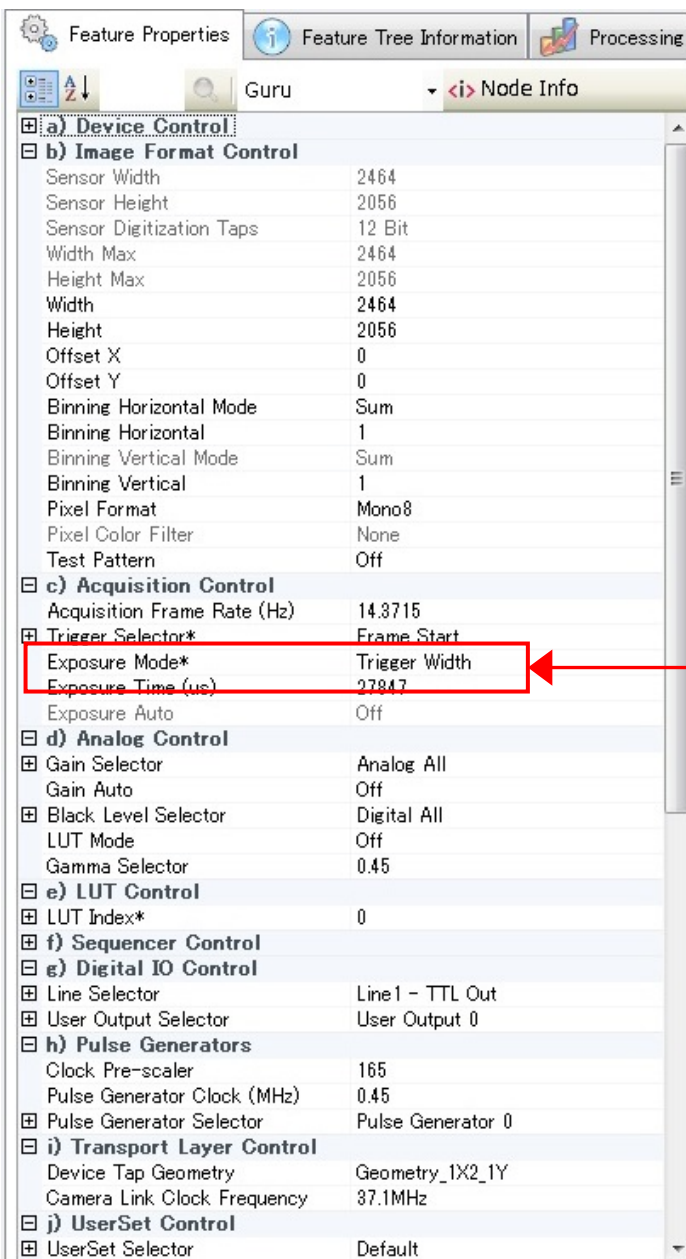 Feature Properties Feature Tree Information Processing
Guru <i> Node Info
a) Device Control
b) Image Format Control
Sensor Width 2464
Sensor Height 2056
Sensor Digitization Taps 12 Bit
Width Max 2464
Height Max 2056
Width 2464
Height 2056
Offset X 0
Offset Y 0
Binning Horizontal Mode Sum
Binning Horizontal 1
Binning Vertical Mode Sum
Binning Vertical 1
Pixel Format Mono8
Pixel Color Filter None
Test Pattern Off
c) Acquisition Control
Acquisition Frame Rate (Hz) 14.3715
Trigger Selector* Frame Start
Exposure Mode* Trigger Width
Exposure Time (us) 27847
Exposure Auto Off
d) Analog Control
Gain Selector Analog All
Gain Auto Off
Black Level Selector Digital All
LUT Mode Off
Gamma Selector 0.45
e) LUT Control
LUT Index* 0
f) Sequencer Control
g) Digital IO Control
Line Selector Line1 - TTL Out
User Output Selector User Output 0
h) Pulse Generators
Clock Pre-scaler 165
Pulse Generator Clock (MHz) 0.45
Pulse Generator Selector Pulse Generator 0
i) Transport Layer Control
Device Tap Geometry Geometry_1X2_1Y
Camera Link Clock Frequency 37.1MHz
j) UserSet Control
UserSet Selector Default